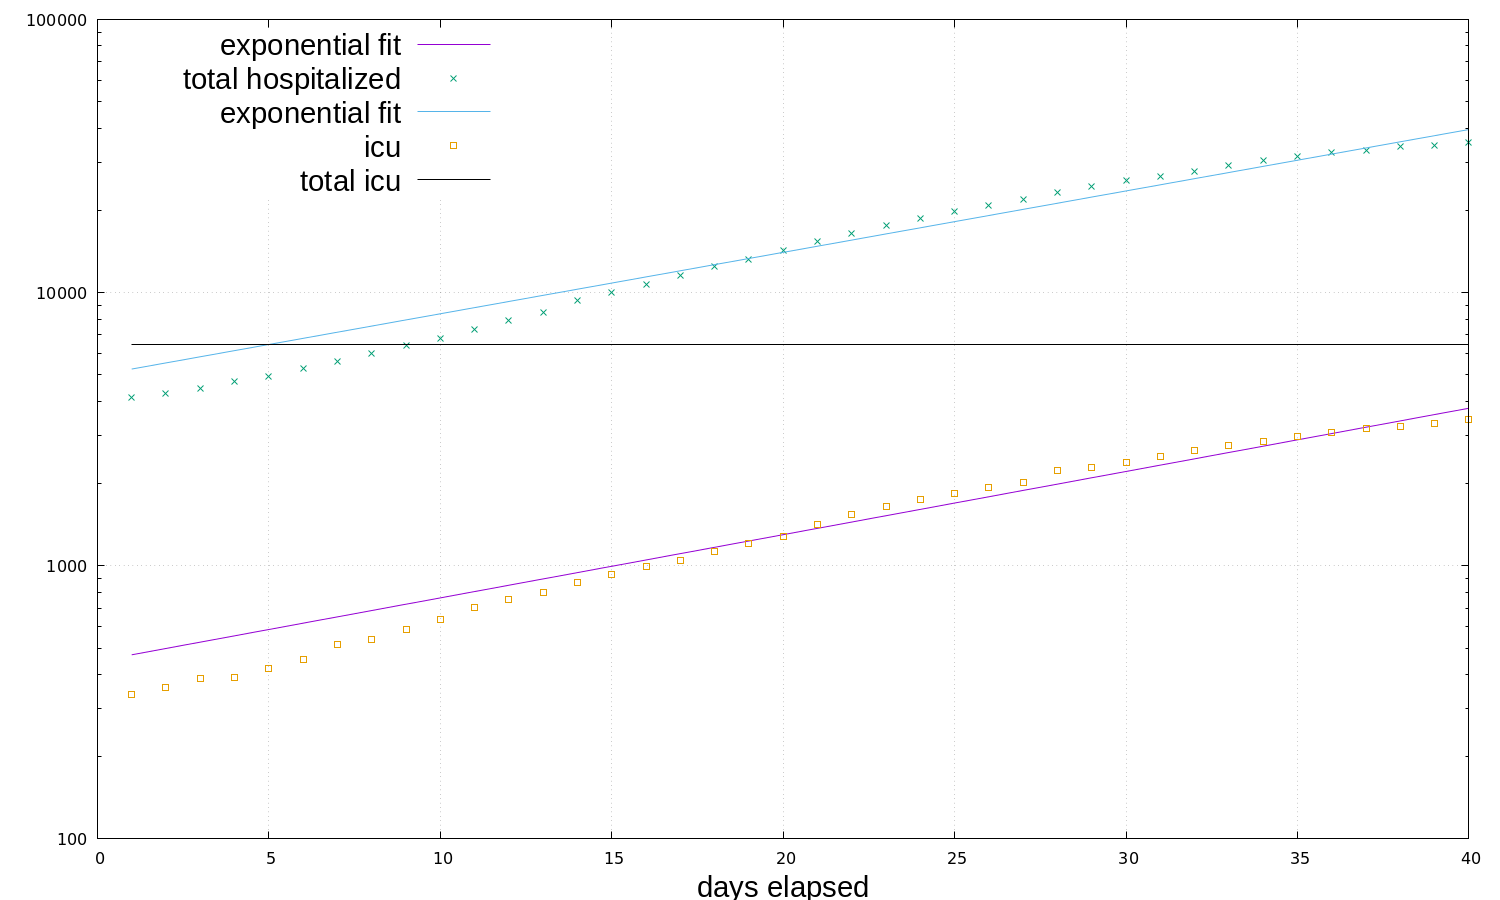 100000
exponential fit
total hospitalized
exponential fit
icu
total icu
10000
1000
100
0 5 10 15 20 25 30 35 40
days elapsed